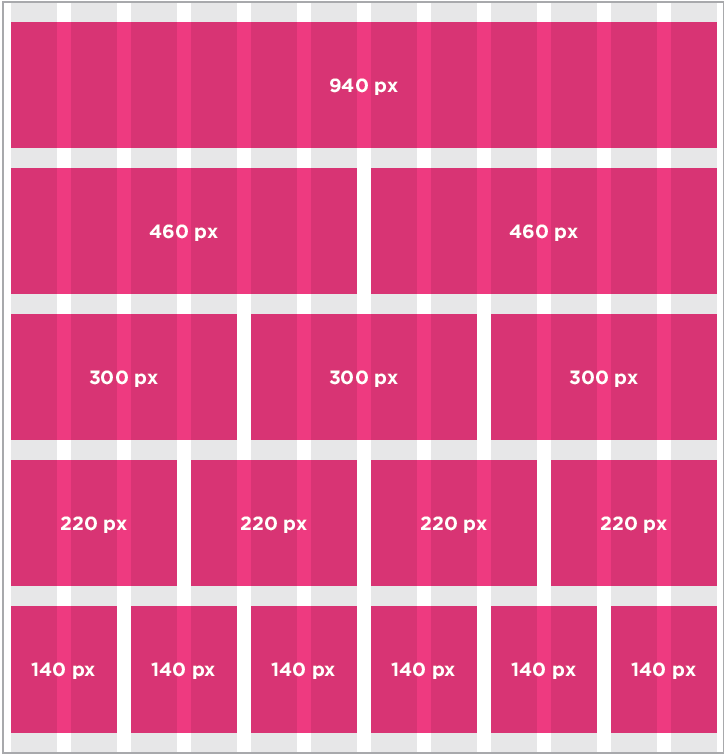 940 px
460 px 460 px
300 px 300 px 300 px
220 px 220 px 220 px 220 px
140 px 140 px 140 px 140 px 140 px 140 px